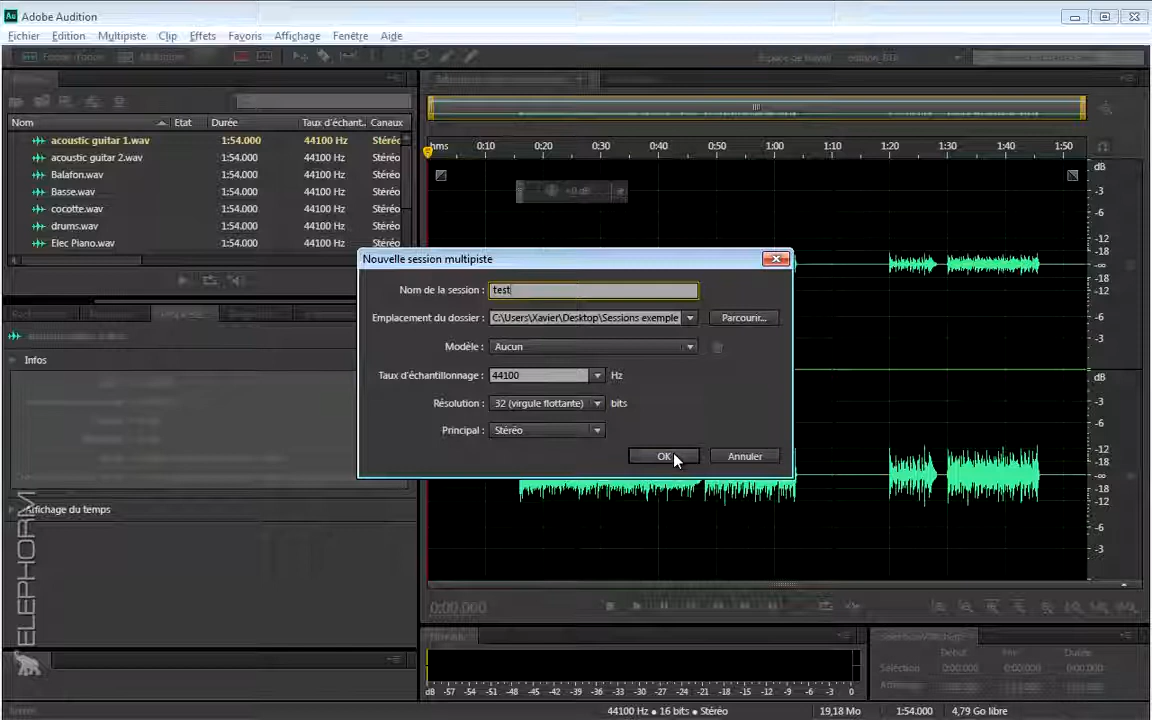 Adobe Audition
Fichier Edition Multipiste Clip Effets Favoris Affichage Fenêtre Aide
Espace de travail
Nom Etat Durée Taux d'échant.. Canaux
acoustic guitar 1.wav 1:54.000 44100 Hz Stéréo
acoustic guitar 2.wav 1:54.000 44100 Hz Stéréo
Balafon.wav 1:54.000 44100 Hz Stéréo
Basse.wav 1:54.000 44100 Hz Stéréo
cocotte.wav 1:54.000 44100 Hz Stéréo
drums.wav 1:54.000 44100 Hz Stéréo
Elec Piano.wav 1:54.000 44100 Hz Stéréo
Infos
Affichage du temps
ELEPHORM
hms 0:10 0:20 0:30 0:40 0:50 1:00 1:10 1:20 1:30 1:40 1:50
+0 dB
dB
-3
-6
-12
-18
-∞
-18
-12
-6
-3
dB
-3
-6
-12
-18
-∞
-18
-12
-6
-3
Nouvelle session multipiste
Nom de la session : test
Emplacement du dossier : C:\Users\Xavier\Desktop\Sessions exemple Parcourir...
Modèle : Aucun
Taux d'échantillonnage : 44100 Hz
Résolution : 32 (virgule flottante) bits
Principal : Stéréo
OK Annuler
0:00.000
dB -57 -54 -51 -48 -45 -42 -39 -36 -33 -30 -27 -24 -21 -18 -15 -12 -9 -6 -3 0
Début Fin Durée
Sélection 0:00.000 0:00.000 0:00.000
44100 Hz • 16 bits • Stéréo 19,18 Mo 1:54.000 4,79 Go libre